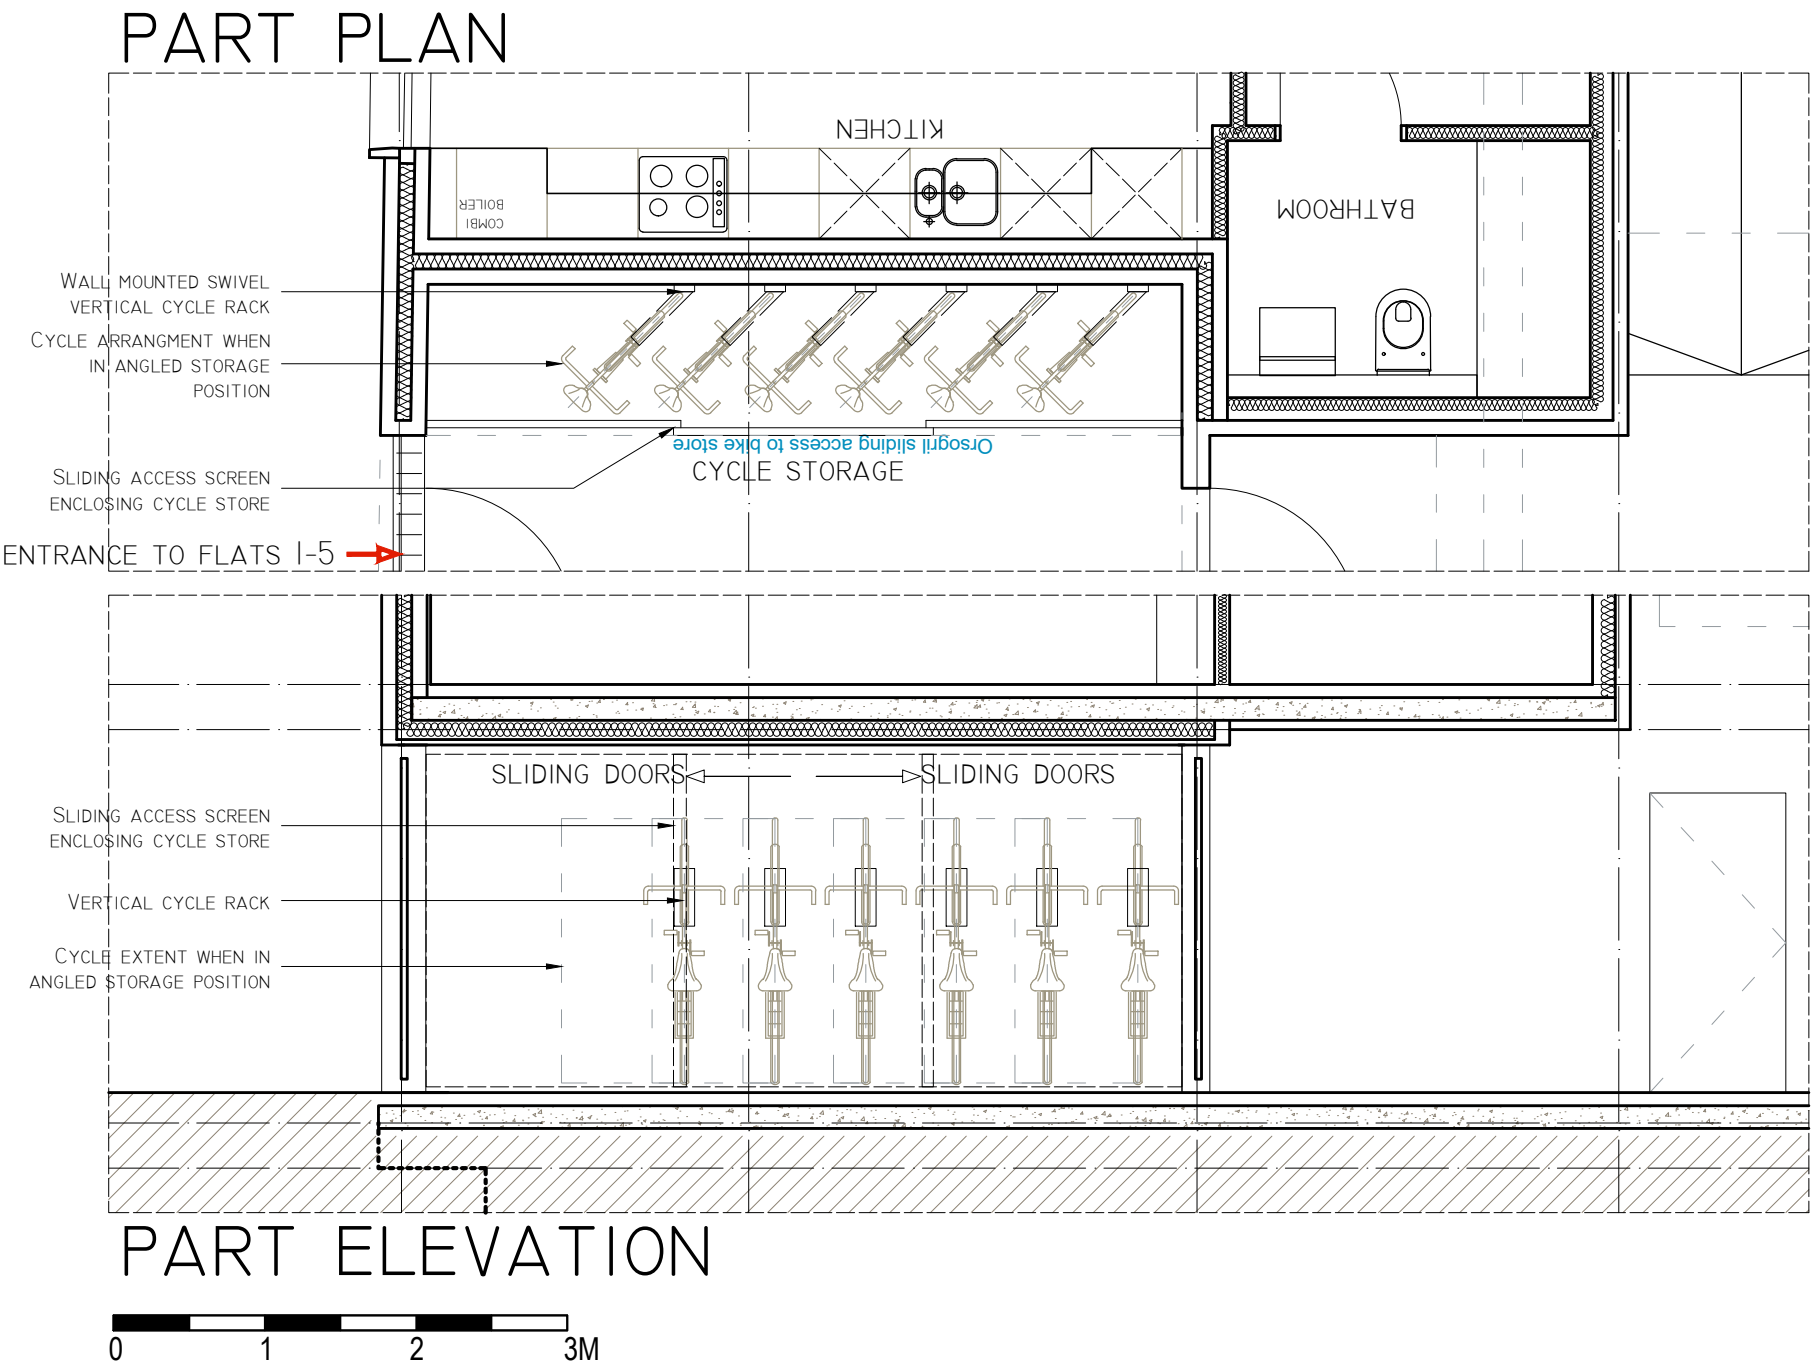 PART PLAN
KITCHEN
COMBI
BOILER
BATHROOM
WALL MOUNTED SWIVEL
VERTICAL CYCLE RACK
CYCLE ARRANGMENT WHEN
IN ANGLED STORAGE
POSITION
Orsogril sliding access to bike store
CYCLE STORAGE
SLIDING ACCESS SCREEN
ENCLOSING CYCLE STORE
ENTRANCE TO FLATS 1-5
SLIDING DOORS
SLIDING DOORS
SLIDING ACCESS SCREEN
ENCLOSING CYCLE STORE
VERTICAL CYCLE RACK
CYCLE EXTENT WHEN IN
ANGLED STORAGE POSITION
PART ELEVATION
0 1 2 3M